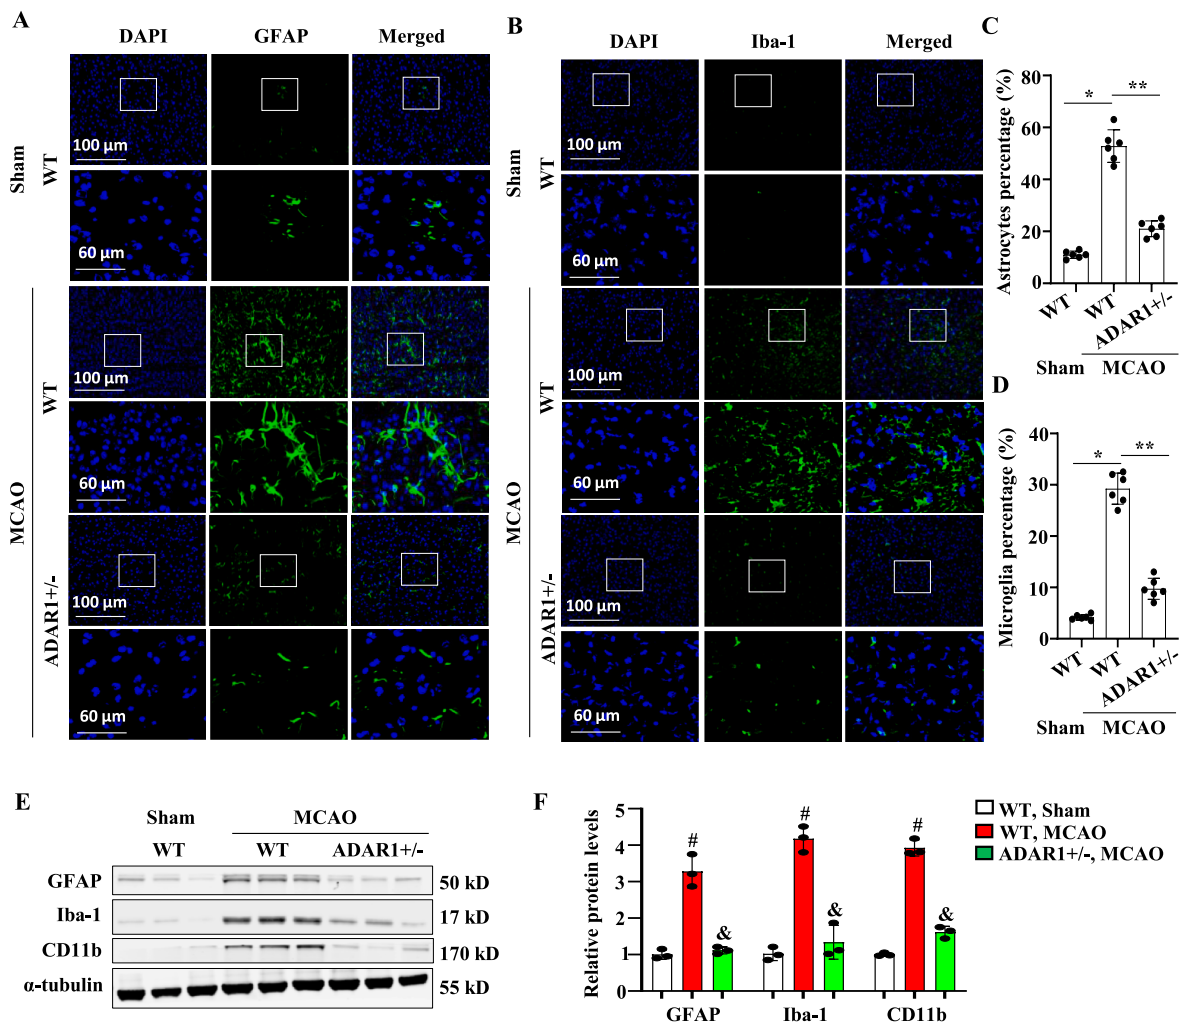 A
DAPI GFAP Merged
Sham
WT
100 µm
60 µm
MCAO
WT
100 µm
60 µm
ADAR1+/-
100 µm
60 µm
B
DAPI Iba-1 Merged
Sham
WT
100 µm
60 µm
MCAO
WT
100 µm
60 µm
ADAR1+/-
100 µm
60 µm
C
Astrocytes percentage (%)
80
60
40
20
0
* **
WT WT ADAR1+/-
Sham MCAO
D
Microglia percentage (%)
40
30
20
10
0
* **
WT WT ADAR1+/-
Sham MCAO
E
Sham MCAO
WT WT ADAR1+/-
GFAP 50 kD
Iba-1 17 kD
CD11b 170 kD
α-tubulin 55 kD
F
Relative protein levels
5
4
3
2
1
0
# # #
& & &
GFAP Iba-1 CD11b
WT, Sham
WT, MCAO
ADAR1+/-, MCAO